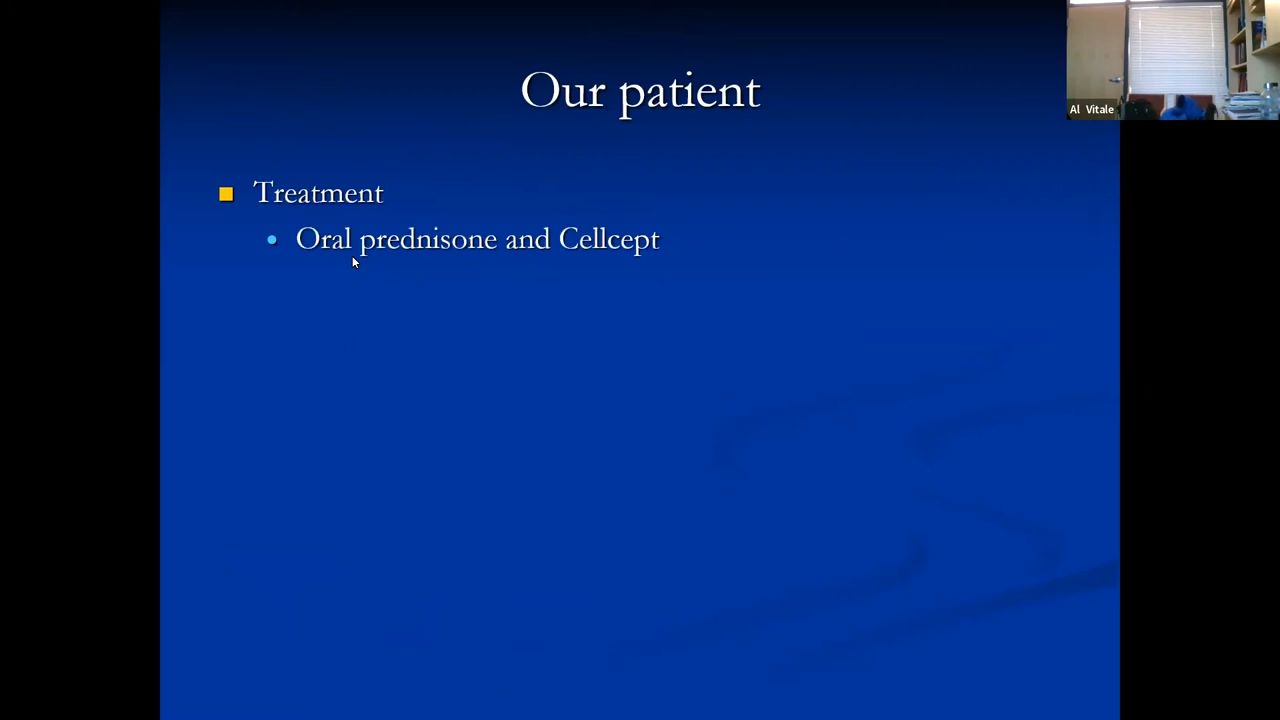 Our patient
Al Vitale
Treatment
Oral prednisone and Cellcept